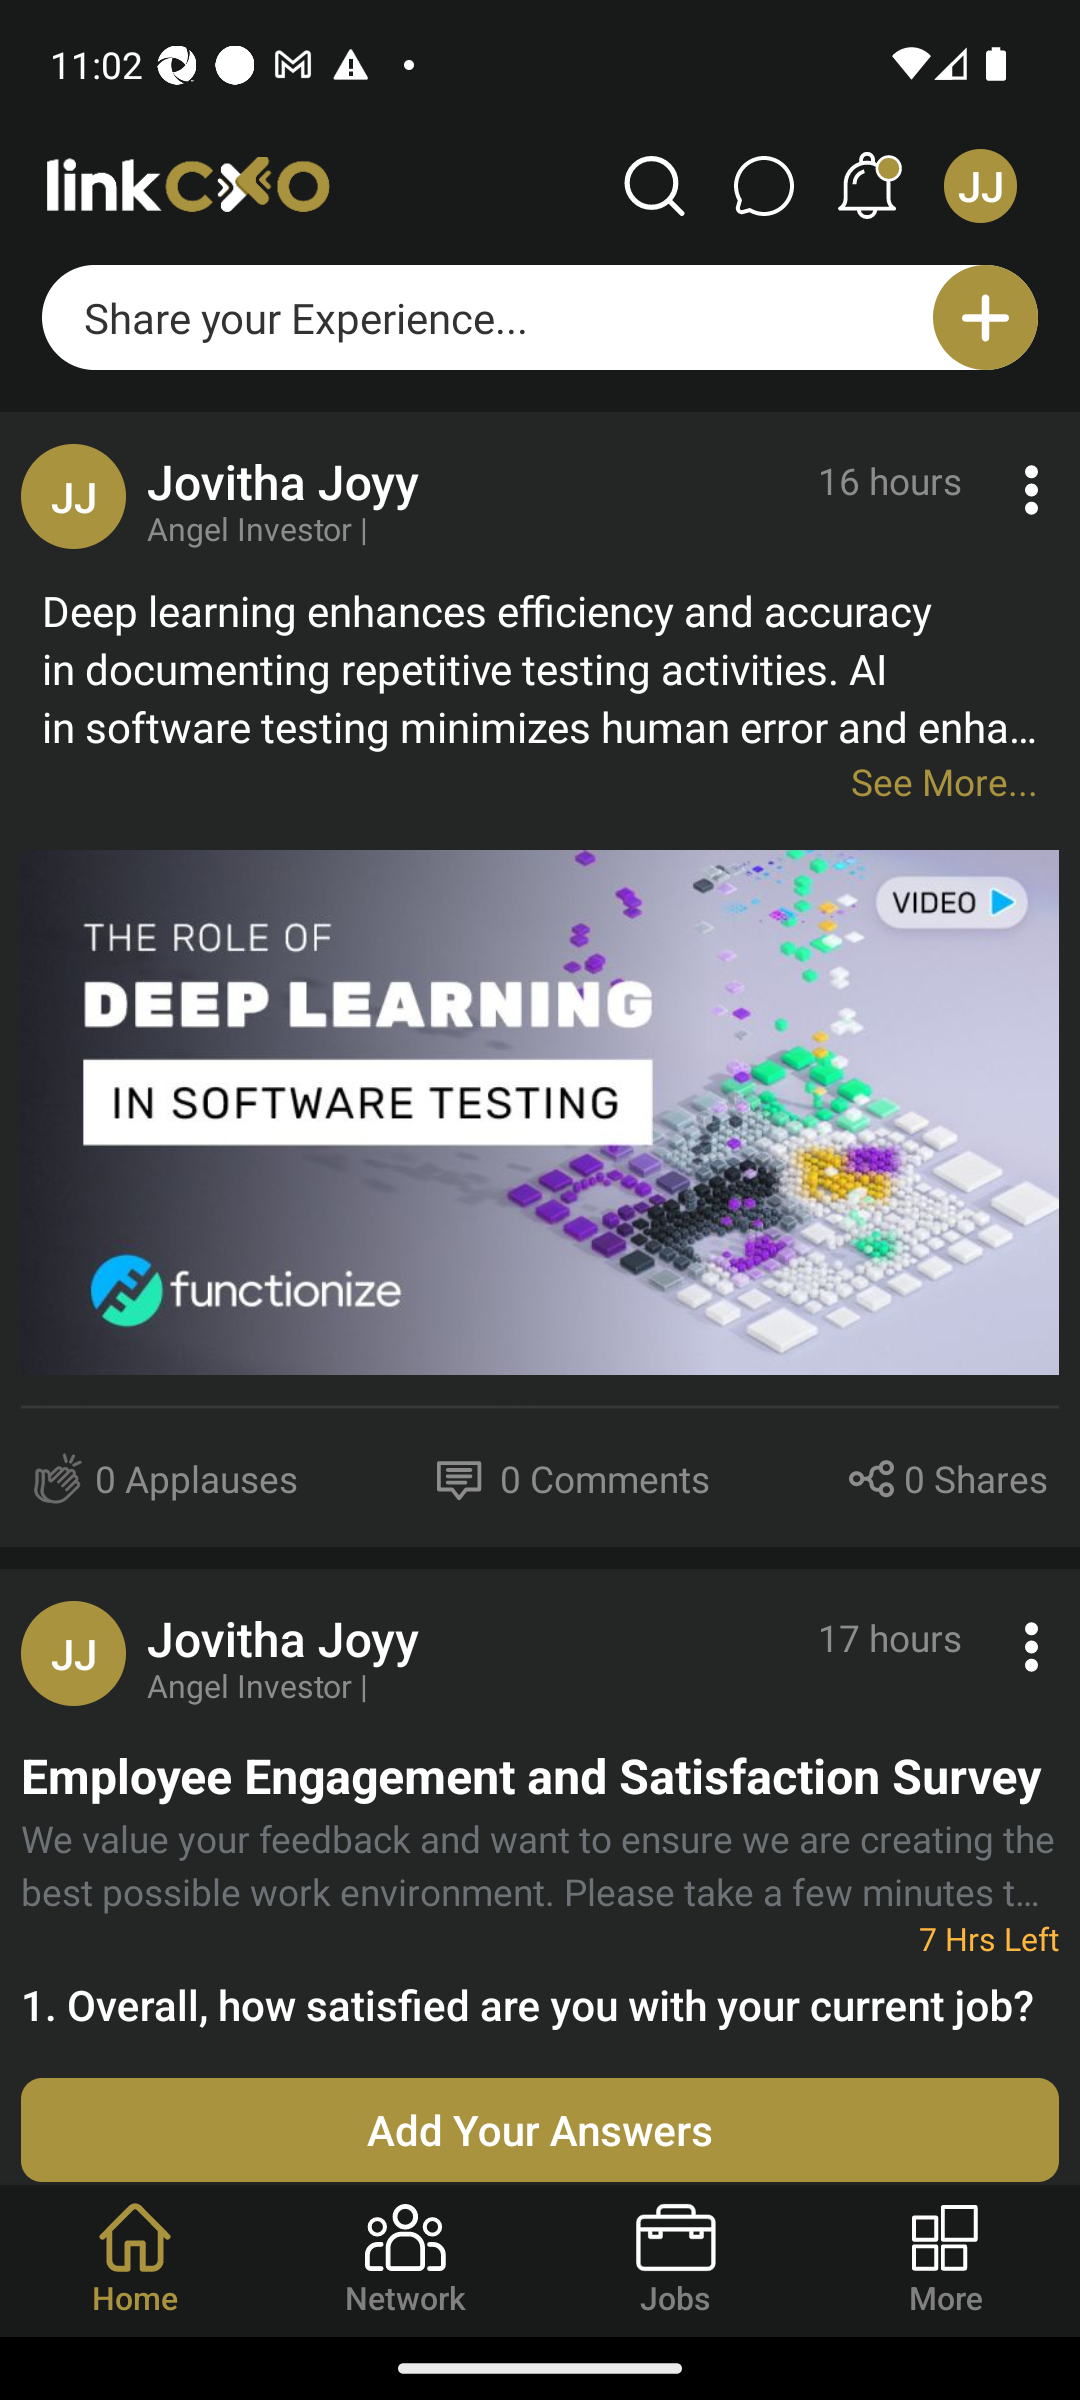 11:02
linkCXO
JJ
Share your Experience...
JJ
Jovitha Joyy
16 hours
Angel Investor |
Deep learning enhances efficiency and accuracy
in documenting repetitive testing activities. AI
in software testing minimizes human error and enha...
See More...
VIDEO
THE ROLE OF
DEEP LEARNING
IN SOFTWARE TESTING
functionize
0 Applauses
0 Comments
0 Shares
JJ
Jovitha Joyy
17 hours
Angel Investor |
Employee Engagement and Satisfaction Survey
We value your feedback and want to ensure we are creating the
best possible work environment. Please take a few minutes t...
7 Hrs Left
1. Overall, how satisfied are you with your current job?
Add Your Answers
Home
Network
Jobs
More